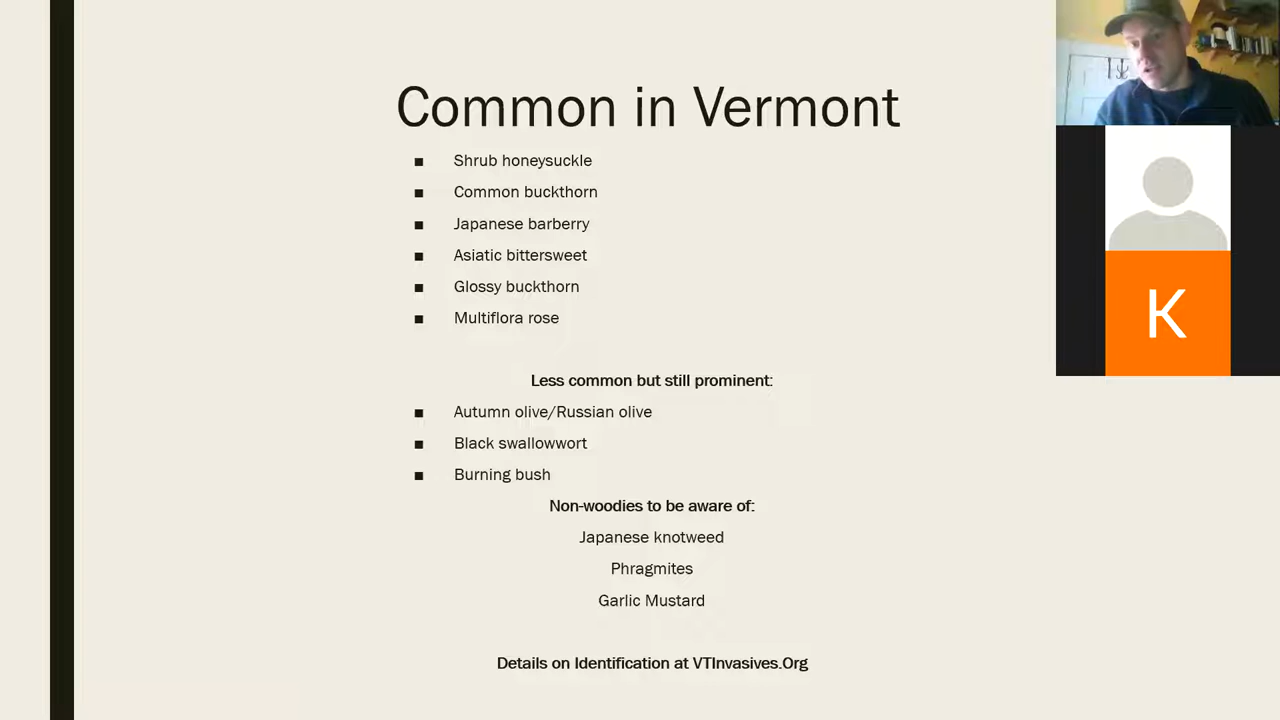 Common in Vermont
■ Shrub honeysuckle
■ Common buckthorn
■ Japanese barberry
■ Asiatic bittersweet
■ Glossy buckthorn
■ Multiflora rose
Less common but still prominent:
■ Autumn olive/Russian olive
■ Black swallowwort
■ Burning bush
Non-woodies to be aware of:
Japanese knotweed
Phragmites
Garlic Mustard
Details on Identification at VTInvasives.Org
K